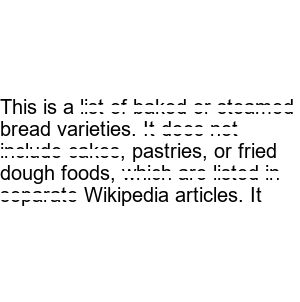 This is a list of baked or steamed
bread varieties. It does not
include cakes, pastries, or fried
dough foods, which are listed in
separate Wikipedia articles. It